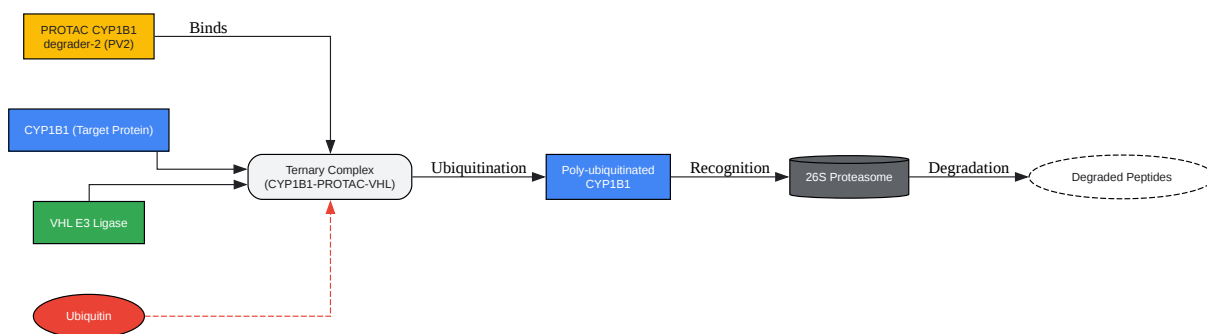 PROTAC CYP1B1
degrader-2 (PV2)
Binds
CYP1B1 (Target Protein)
VHL E3 Ligase
Ubiquitin
Ternary Complex
(CYP1B1-PROTAC-VHL)
Ubiquitination
Poly-ubiquitinated
CYP1B1
Recognition
26S Proteasome
Degradation
Degraded Peptides